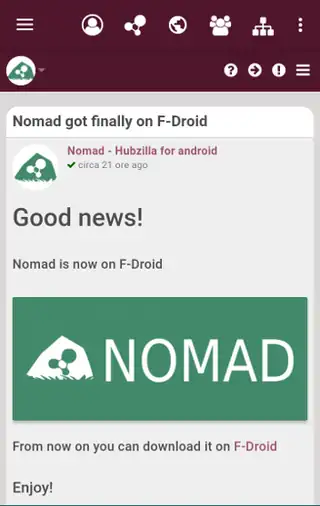 Nomad got finally on F-Droid
Nomad - Hubzilla for android
circa 21 ore ago
Good news!
Nomad is now on F-Droid
NOMAD
From now on you can download it on F-Droid
Enjoy!